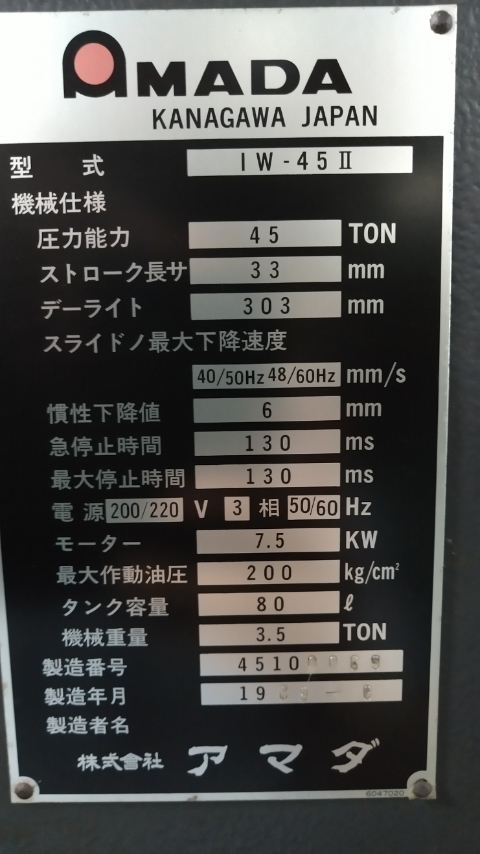 AMADA
KANAGAWA JAPAN
型 式 IW-45Ⅱ
機械仕様
圧力能力 45 TON
ストローク長サ 33 mm
デーライト 303 mm
スライドノ最大下降速度
40/50Hz 48/60Hz mm/s
慣性下降値 6 mm
急停止時間 130 ms
最大停止時間 130 ms
電源 200/220 V 3 相 50/60 Hz
モーター 7.5 KW
最大作動油圧 200 kg/cm²
タンク容量 80 ℓ
機械重量 3.5 TON
製造番号 4510
製造年月 19
製造者名
株式會社 アマダ
6047020